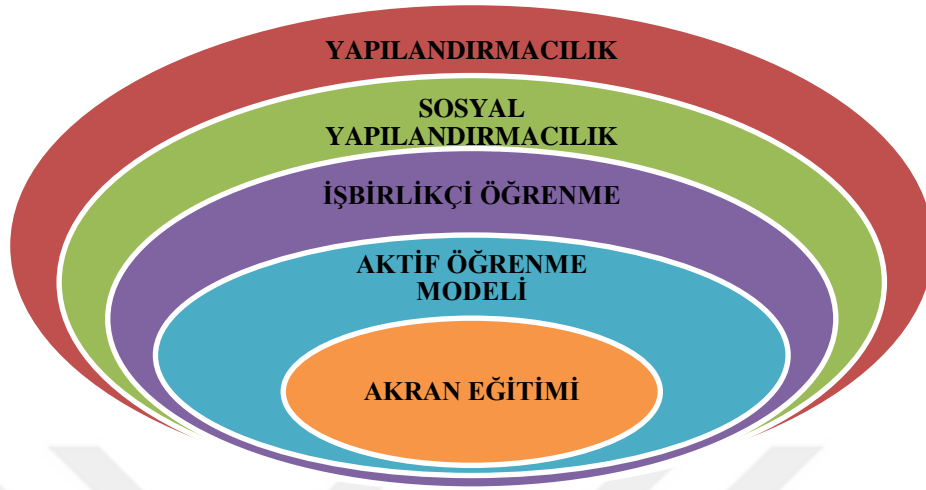 YAPILANDIRMACILIK
SOSYAL
YAPILANDIRMACILIK
İŞBİRLİKÇİ ÖĞRENME
AKTİF ÖĞRENME
MODELİ
AKRAN EĞİTİMİ